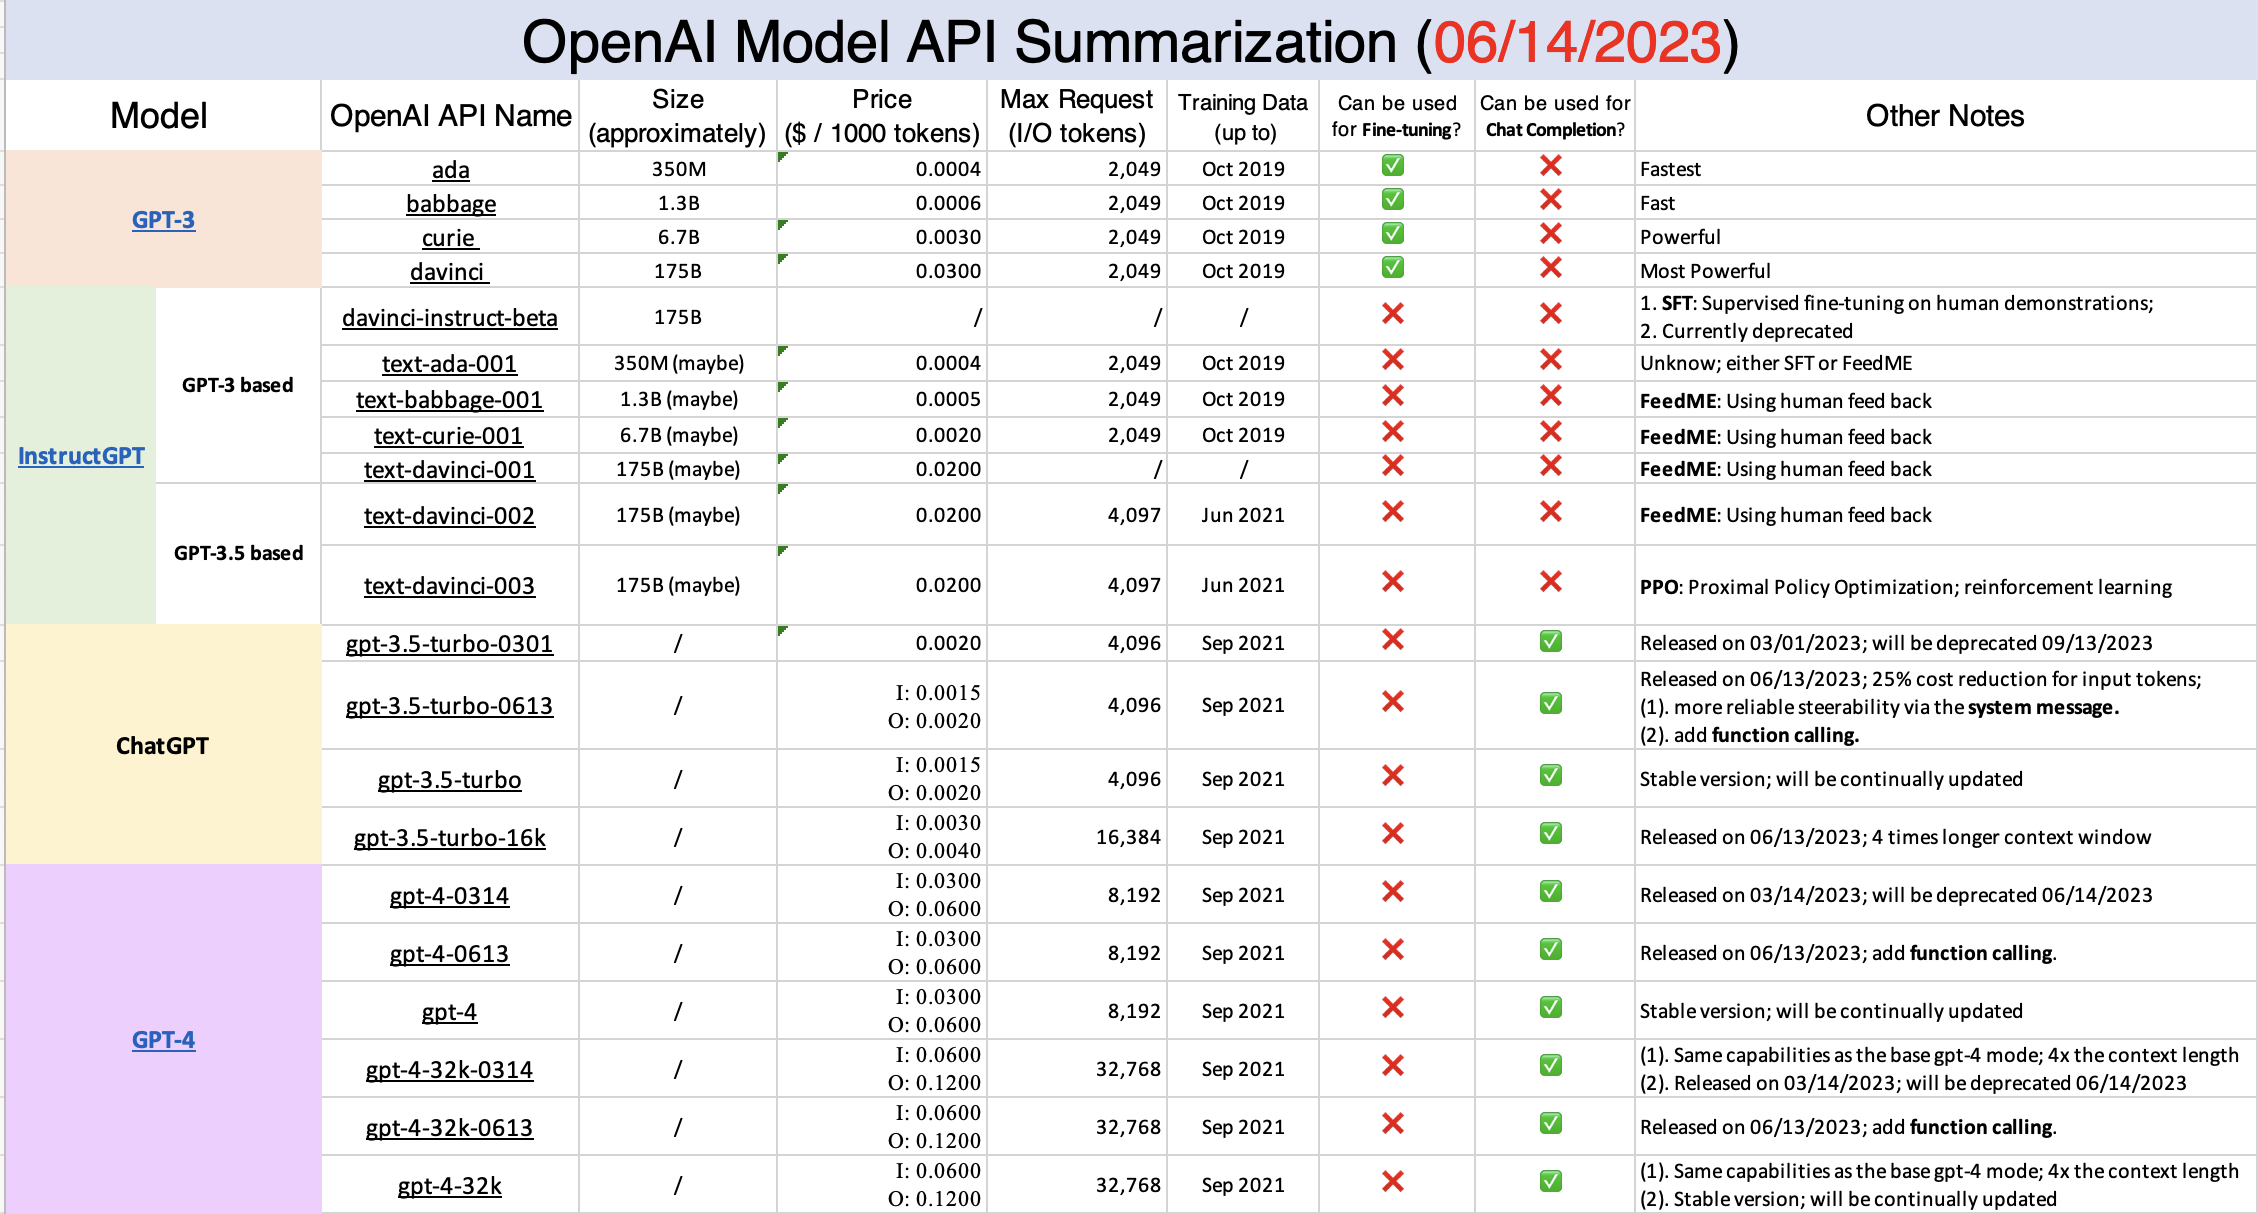 OpenAI Model API Summarization (06/14/2023)
Model OpenAI API Name Size (approximately) Price ($ / 1000 tokens) Max Request (I/O tokens) Training Data (up to) Can be used for Fine-tuning? Can be used for Chat Completion? Other Notes
GPT-3
ada 350M 0.0004 2,049 Oct 2019 ✅ ❌ Fastest
babbage 1.3B 0.0006 2,049 Oct 2019 ✅ ❌ Fast
curie 6.7B 0.0030 2,049 Oct 2019 ✅ ❌ Powerful
davinci 175B 0.0300 2,049 Oct 2019 ✅ ❌ Most Powerful
InstructGPT
GPT-3 based
davinci-instruct-beta 175B / / / ❌ ❌ 1. SFT: Supervised fine-tuning on human demonstrations;
2. Currently deprecated
text-ada-001 350M (maybe) 0.0004 2,049 Oct 2019 ❌ ❌ Unknow; either SFT or FeedME
text-babbage-001 1.3B (maybe) 0.0005 2,049 Oct 2019 ❌ ❌ FeedME: Using human feed back
text-curie-001 6.7B (maybe) 0.0020 2,049 Oct 2019 ❌ ❌ FeedME: Using human feed back
text-davinci-001 175B (maybe) 0.0200 / / ❌ ❌ FeedME: Using human feed back
GPT-3.5 based
text-davinci-002 175B (maybe) 0.0200 4,097 Jun 2021 ❌ ❌ FeedME: Using human feed back
text-davinci-003 175B (maybe) 0.0200 4,097 Jun 2021 ❌ ❌ PPO: Proximal Policy Optimization; reinforcement learning
ChatGPT
gpt-3.5-turbo-0301 / 0.0020 4,096 Sep 2021 ❌ ✅ Released on 03/01/2023; will be deprecated 09/13/2023
gpt-3.5-turbo-0613 / I: 0.0015 O: 0.0020 4,096 Sep 2021 ❌ ✅ Released on 06/13/2023; 25% cost reduction for input tokens;
(1). more reliable steerability via the system message.
(2). add function calling.
gpt-3.5-turbo / I: 0.0015 O: 0.0020 4,096 Sep 2021 ❌ ✅ Stable version; will be continually updated
gpt-3.5-turbo-16k / I: 0.0030 O: 0.0040 16,384 Sep 2021 ❌ ✅ Released on 06/13/2023; 4 times longer context window
GPT-4
gpt-4-0314 / I: 0.0300 O: 0.0600 8,192 Sep 2021 ❌ ✅ Released on 03/14/2023; will be deprecated 06/14/2023
gpt-4-0613 / I: 0.0300 O: 0.0600 8,192 Sep 2021 ❌ ✅ Released on 06/13/2023; add function calling.
gpt-4 / I: 0.0300 O: 0.0600 8,192 Sep 2021 ❌ ✅ Stable version; will be continually updated
gpt-4-32k-0314 / I: 0.0600 O: 0.1200 32,768 Sep 2021 ❌ ✅ (1). Same capabilities as the base gpt-4 mode; 4x the context length
(2). Released on 03/14/2023; will be deprecated 06/14/2023
gpt-4-32k-0613 / I: 0.0600 O: 0.1200 32,768 Sep 2021 ❌ ✅ Released on 06/13/2023; add function calling.
gpt-4-32k / I: 0.0600 O: 0.1200 32,768 Sep 2021 ❌ ✅ (1). Same capabilities as the base gpt-4 mode; 4x the context length
(2). Stable version; will be continually updated